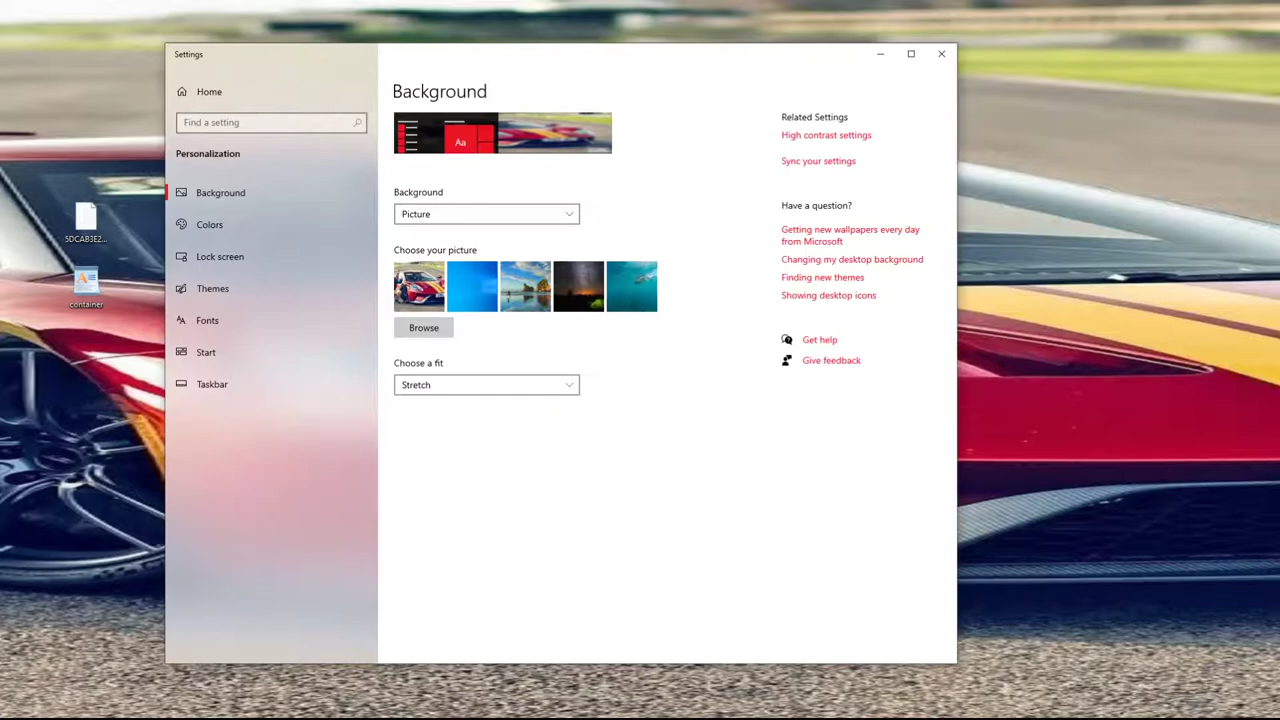 Settings
Home
Find a setting
Personalization
Background
Colors
Lock screen
Themes
Fonts
Start
Taskbar
Background
Aa
Background
Picture
Choose your picture
Browse
Choose a fit
Stretch
Related Settings
High contrast settings
Sync your settings
Have a question?
Getting new wallpapers every day
from Microsoft
Changing my desktop background
Finding new themes
Showing desktop icons
Get help
Give feedback
SDCAB3E2...
container